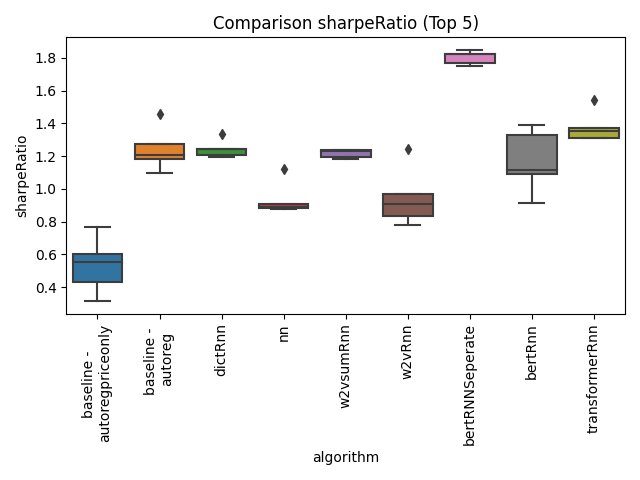 Comparison sharpeRatio (Top 5)
sharpeRatio
1.8
1.6
1.4
1.2
1.0
0.8
0.6
0.4
baseline -
autoregpriceonly
baseline -
autoreg
dictRnn
nn
w2vsumRnn
w2vRnn
bertRNNSeperate
bertRnn
transformerRnn
algorithm